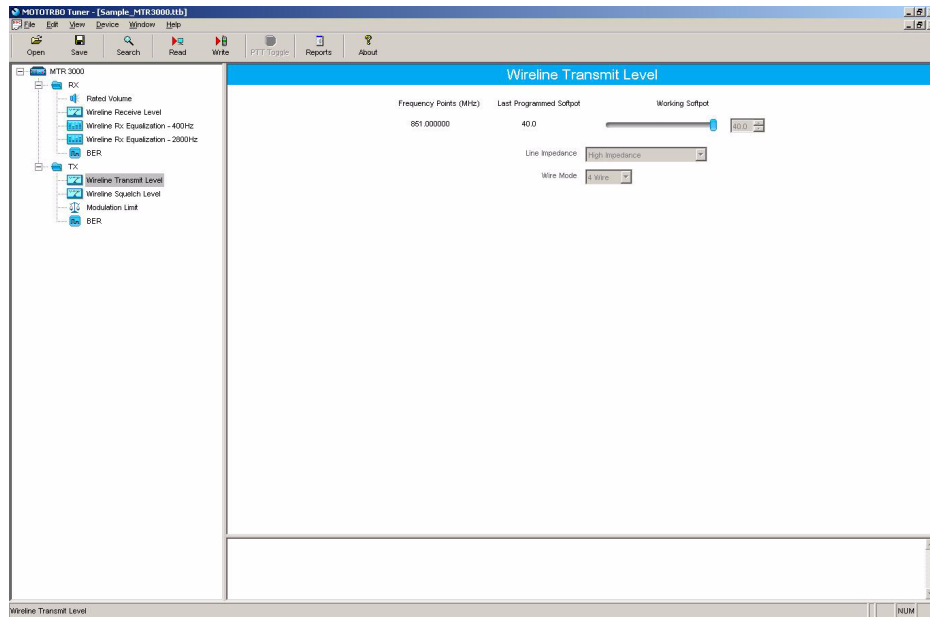 MOTOTRBO Tuner - [Sample_MTR3000.ttb]
File Edit View Device Window Help
Open Save Search Read Write PTT Toggle Reports About
MTR 3000
RX
Rated Volume
Wireline Receive Level
Wireline Rx Equalization - 400Hz
Wireline Rx Equalization - 2800Hz
BER
TX
Wireline Transmit Level
Wireline Squelch Level
Modulation Limit
BER
Wireline Transmit Level
Frequency Points (MHz) Last Programmed Softpot Working Softpot
851.000000 40.0 40.0
Line Impedance High Impedance
Wire Mode 4 Wire
Wireline Transmit Level NUM